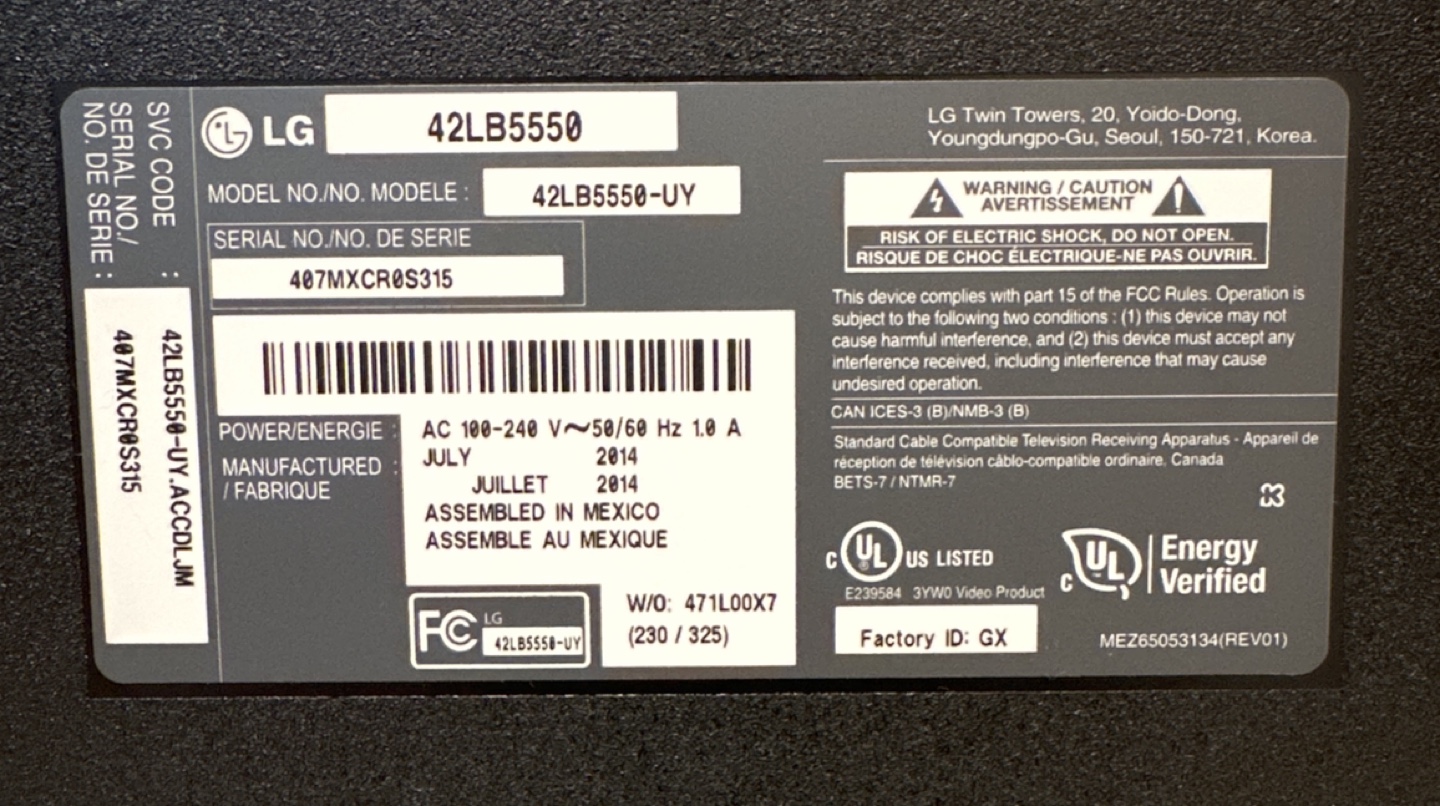 SVC CODE :
42LB5550-UY.ACCDLJM
SERIAL NO./
NO. DE SERIE :
407MXCR0S315
LG 42LB5550
MODEL NO./NO. MODELE : 42LB5550-UY
SERIAL NO./NO. DE SERIE
407MXCR0S315
POWER/ENERGIE : AC 100-240 V~50/60 Hz 1.0 A
MANUFACTURED : JULY 2014
/ FABRIQUE JUILLET 2014
ASSEMBLED IN MEXICO
ASSEMBLE AU MEXIQUE
FC LG
42LB5550-UY
W/O: 471L00X7
(230 / 325)
LG Twin Towers, 20, Yoido-Dong,
Youngdungpo-Gu, Seoul, 150-721, Korea.
WARNING / CAUTION
AVERTISSEMENT
RISK OF ELECTRIC SHOCK, DO NOT OPEN.
RISQUE DE CHOC ÉLECTRIQUE-NE PAS OUVRIR.
This device complies with part 15 of the FCC Rules. Operation is
subject to the following two conditions : (1) this device may not
cause harmful interference, and (2) this device must accept any
interference received, including interference that may cause
undesired operation.
CAN ICES-3 (B)/NMB-3 (B)
Standard Cable Compatible Television Receiving Apparatus - Appareil de
réception de télévision câblo-compatible ordinaire, Canada
BETS-7 / NTMR-7
C UL US LISTED
E239584 3YW0 Video Product
C UL Energy
Verified
Factory ID: GX
MEZ65053134(REV01)